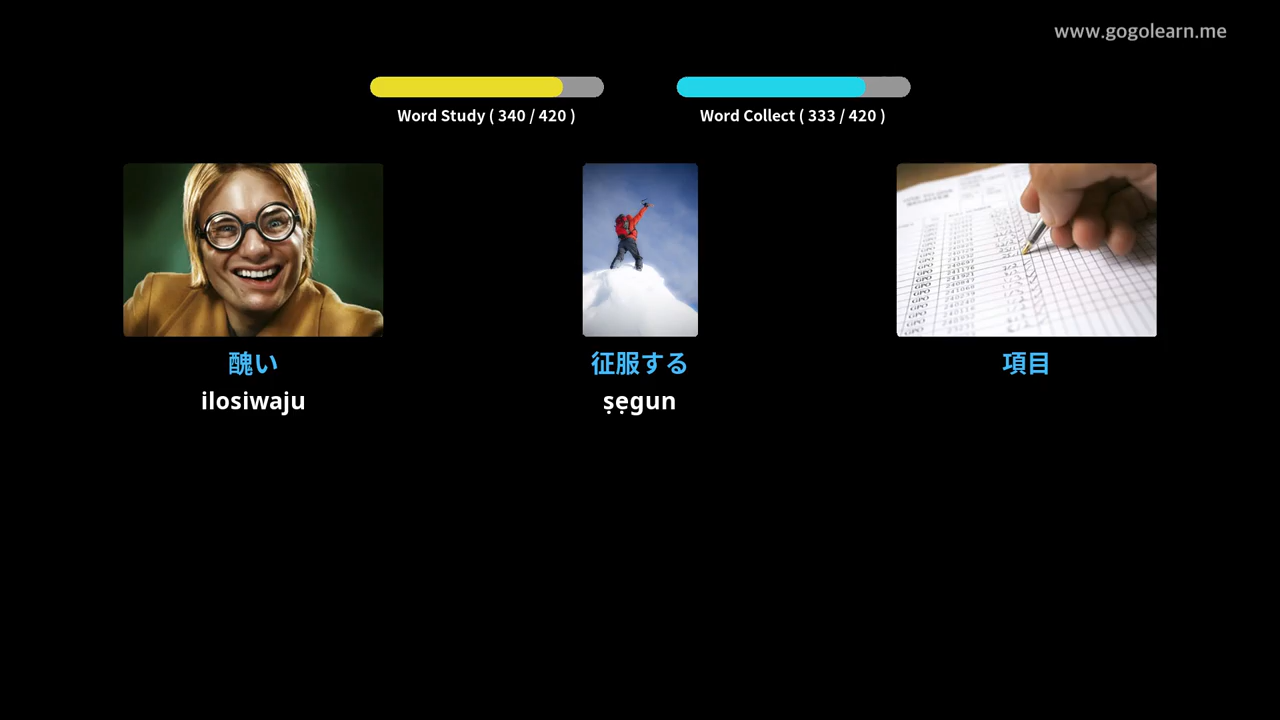 www.gogolearn.me
Word Study ( 340 / 420 )
Word Collect ( 333 / 420 )
醜い
征服する
項目
ilosiwaju
ṣẹgun